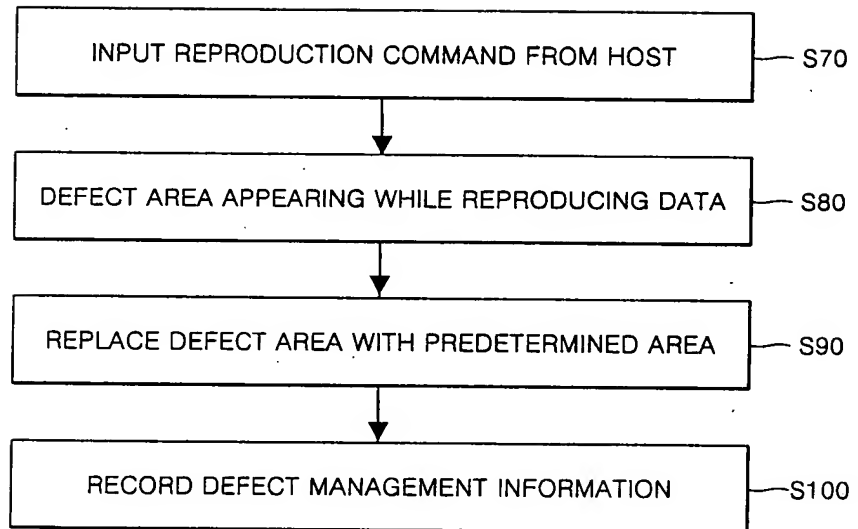 INPUT REPRODUCTION COMMAND FROM HOST S70
DEFECT AREA APPEARING WHILE REPRODUCING DATA S80
REPLACE DEFECT AREA WITH PREDETERMINED AREA S90
RECORD DEFECT MANAGEMENT INFORMATION S100